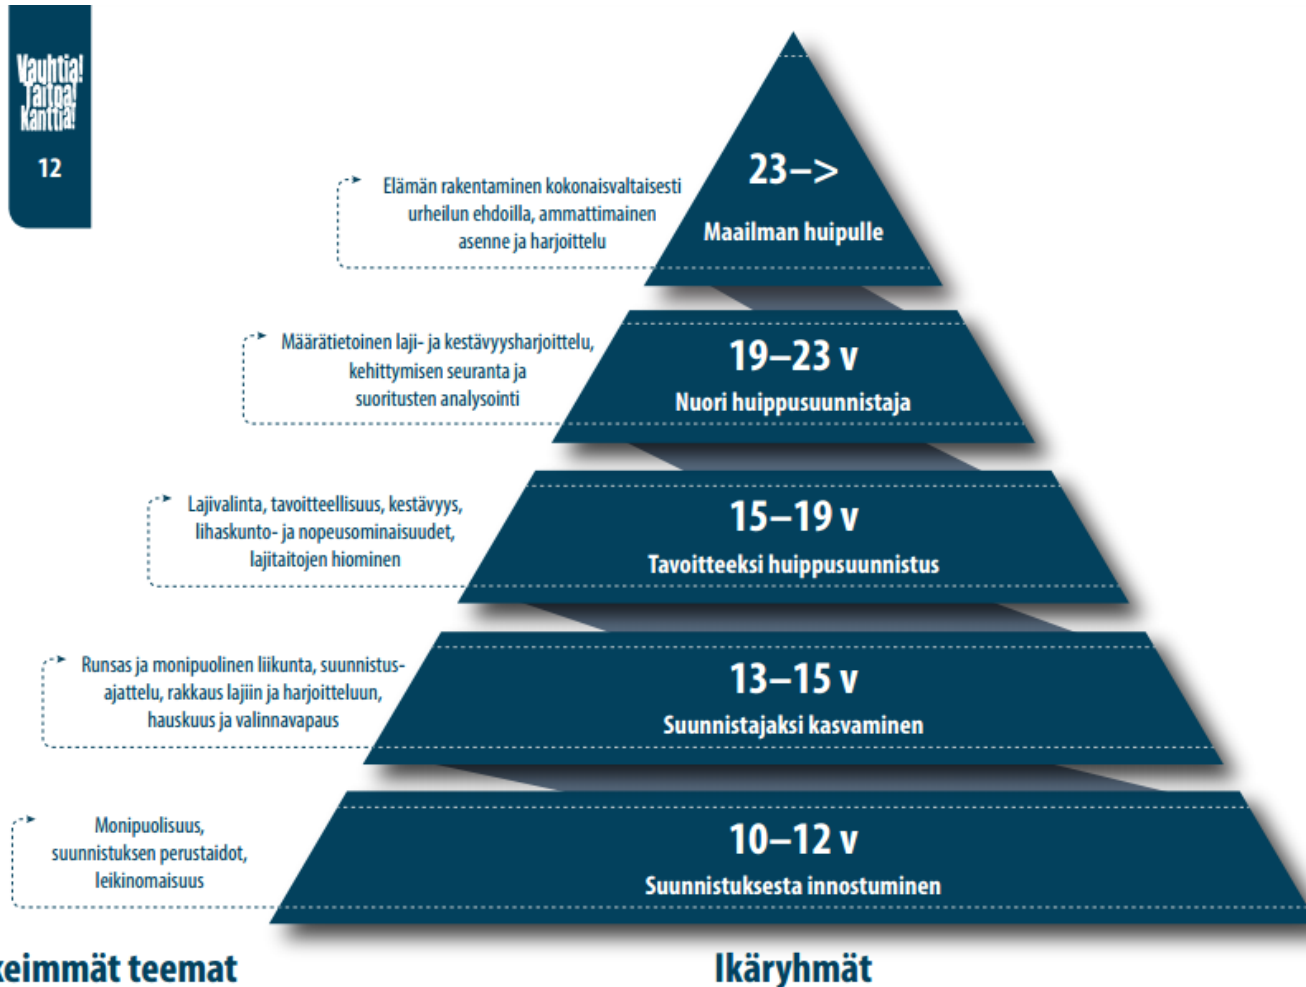 Vauhtia!
Taitoa!
Kanttia!
12
23–>
Maailman huipulle
Elämän rakentaminen kokonaisvaltaisesti
urheilun ehdoilla, ammattimainen
asenne ja harjoittelu
19–23 v
Nuori huippusuunnistaja
Määrätietoinen laji- ja kestävyysharjoittelu,
kehittymisen seuranta ja
suoritusten analysointi
15–19 v
Tavoitteeksi huippusuunnistus
Lajivalinta, tavoitteellisuus, kestävyys,
lihaskunto- ja nopeusominaisuudet,
lajitaitojen hiominen
13–15 v
Suunnistajaksi kasvaminen
Runsas ja monipuolinen liikunta, suunnistus-
ajattelu, rakkaus lajiin ja harjoitteluun,
hauskuus ja valinnavapaus
10–12 v
Suunnistuksesta innostuminen
Monipuolisuus,
suunnistuksen perustaidot,
leikinomaisuus
keimmät teemat
Ikäryhmät